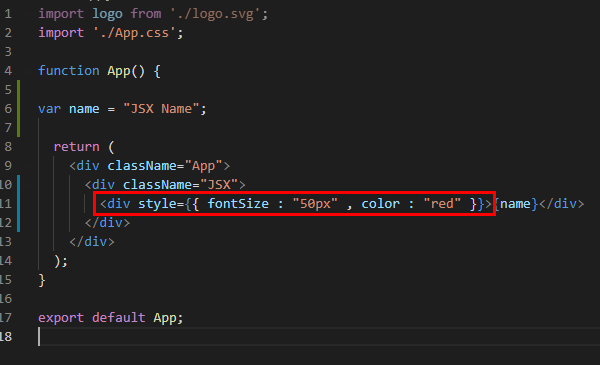 1 import logo from './logo.svg';
2 import './App.css';
3
4 function App() {
5
6 var name = "JSX Name";
7
8   return (
9     <div className="App">
10       <div className="JSX">
11         <div style={{ fontSize : "50px" , color : "red" }}>{name}</div>
12       </div>
13     </div>
14   );
15 }
16
17 export default App;
18